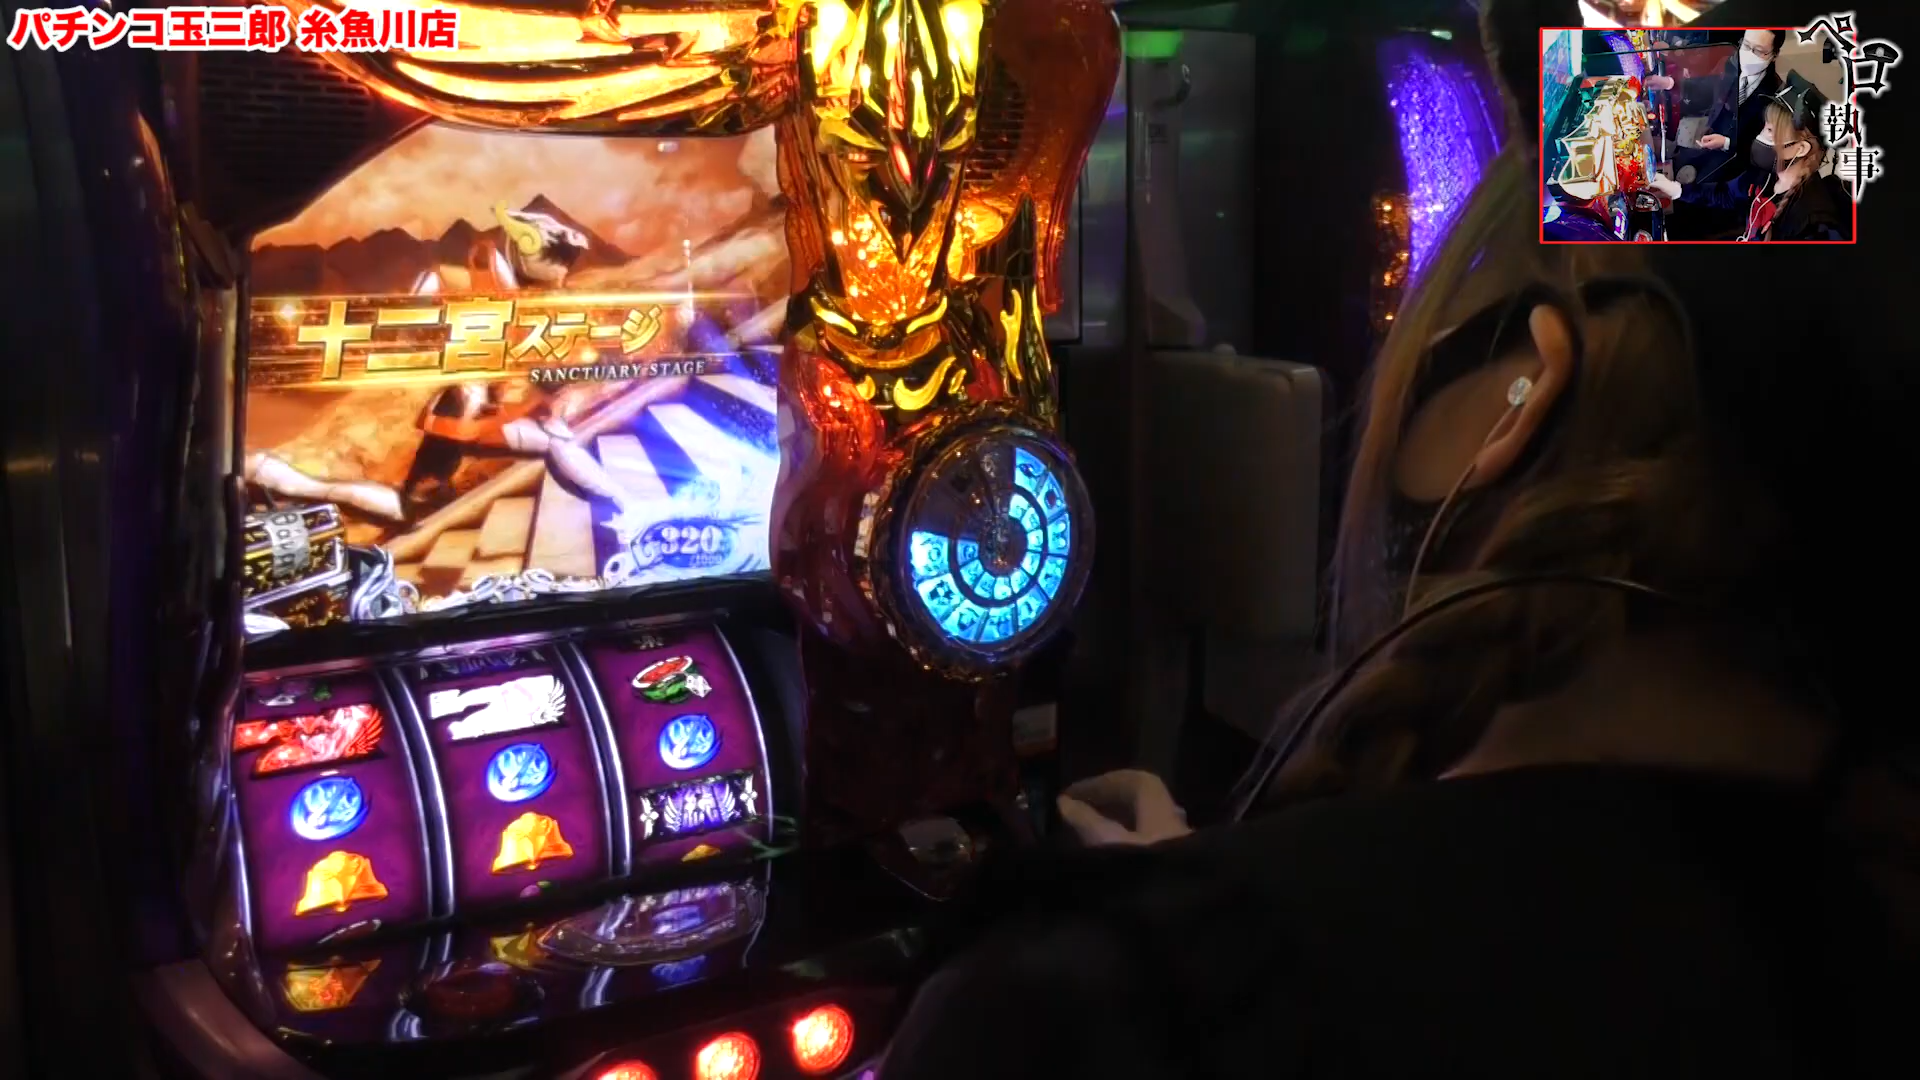 パチンコ玉三郎 糸魚川店
ペロ
執事
十二宮ステージ
SANCTUARY STAGE
320
/1000